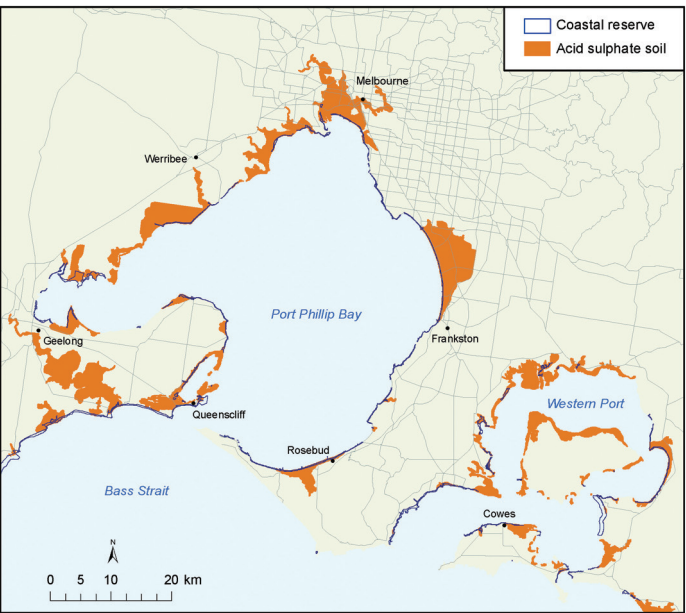 Coastal reserve
Acid sulphate soil
Melbourne
Werribee
Port Phillip Bay
Geelong
Frankston
Queenscliff
Western Port
Rosebud
Bass Strait
Cowes
N
0 5 10 20 km